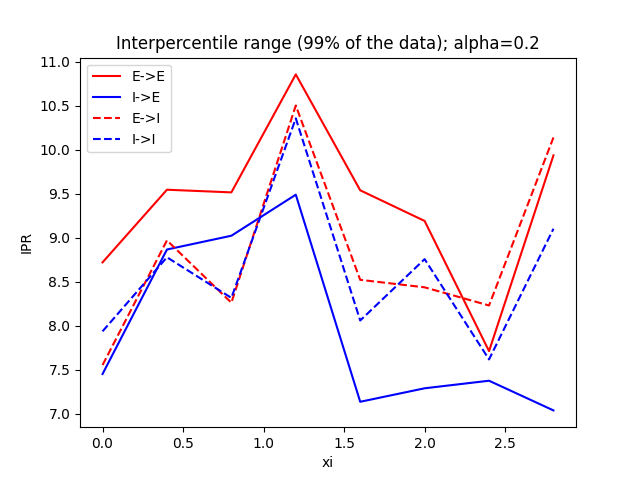 Interpercentile range (99% of the data); alpha=0.2
11.0
10.5
10.0
9.5
9.0
8.5
8.0
7.5
7.0
IPR
E->E
I->E
E->I
I->I
0.0 0.5 1.0 1.5 2.0 2.5
xi